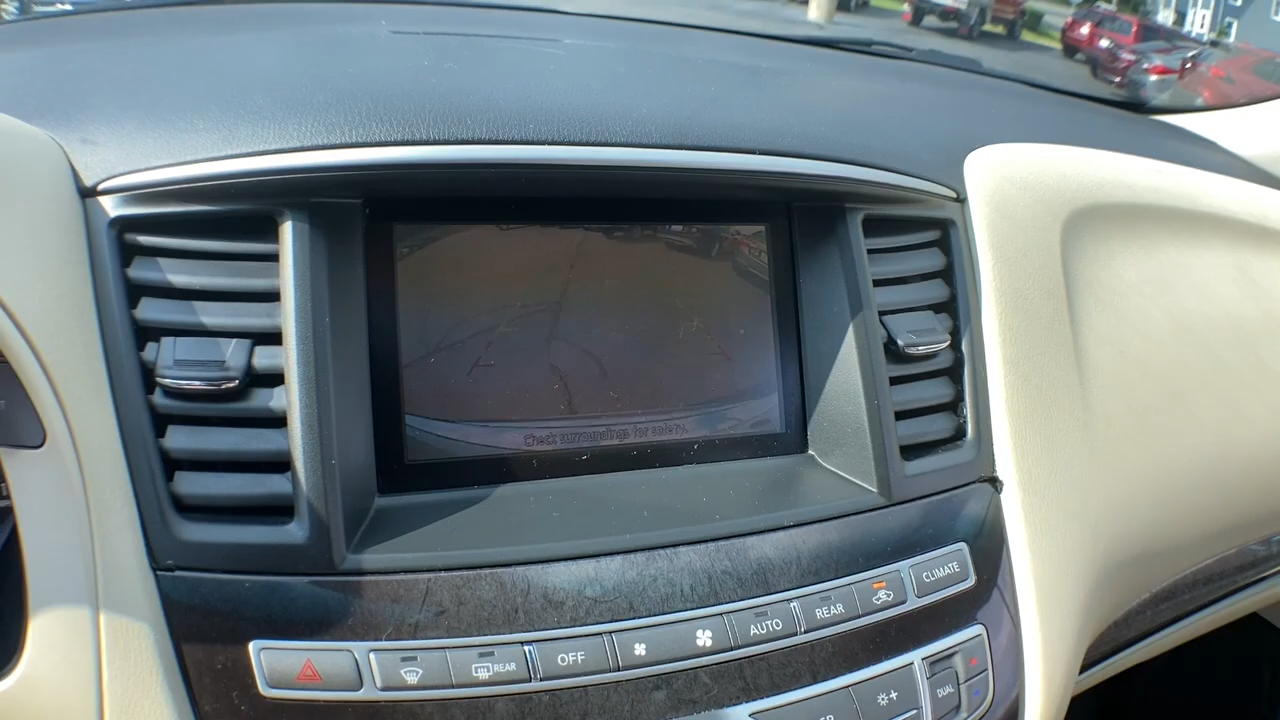 Check surroundings for safety.
REAR
OFF
AUTO
REAR
CLIMATE
DUAL